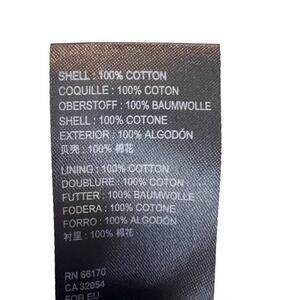 SHELL : 100% COTTON
COQUILLE : 100% COTON
OBERSTOFF : 100% BAUMWOLLE
SHELL : 100% COTONE
EXTERIOR : 100% ALGODÓN
贝壳 : 100% 棉花
LINING : 100% COTTON
DOUBLURE : 100% COTON
FUTTER : 100% BAUMWOLLE
FODERA : 100% COTONE
FORRO : 100% ALGODÓN
衬里 : 100% 棉花
RN 66170
CA 32054
FOR EU